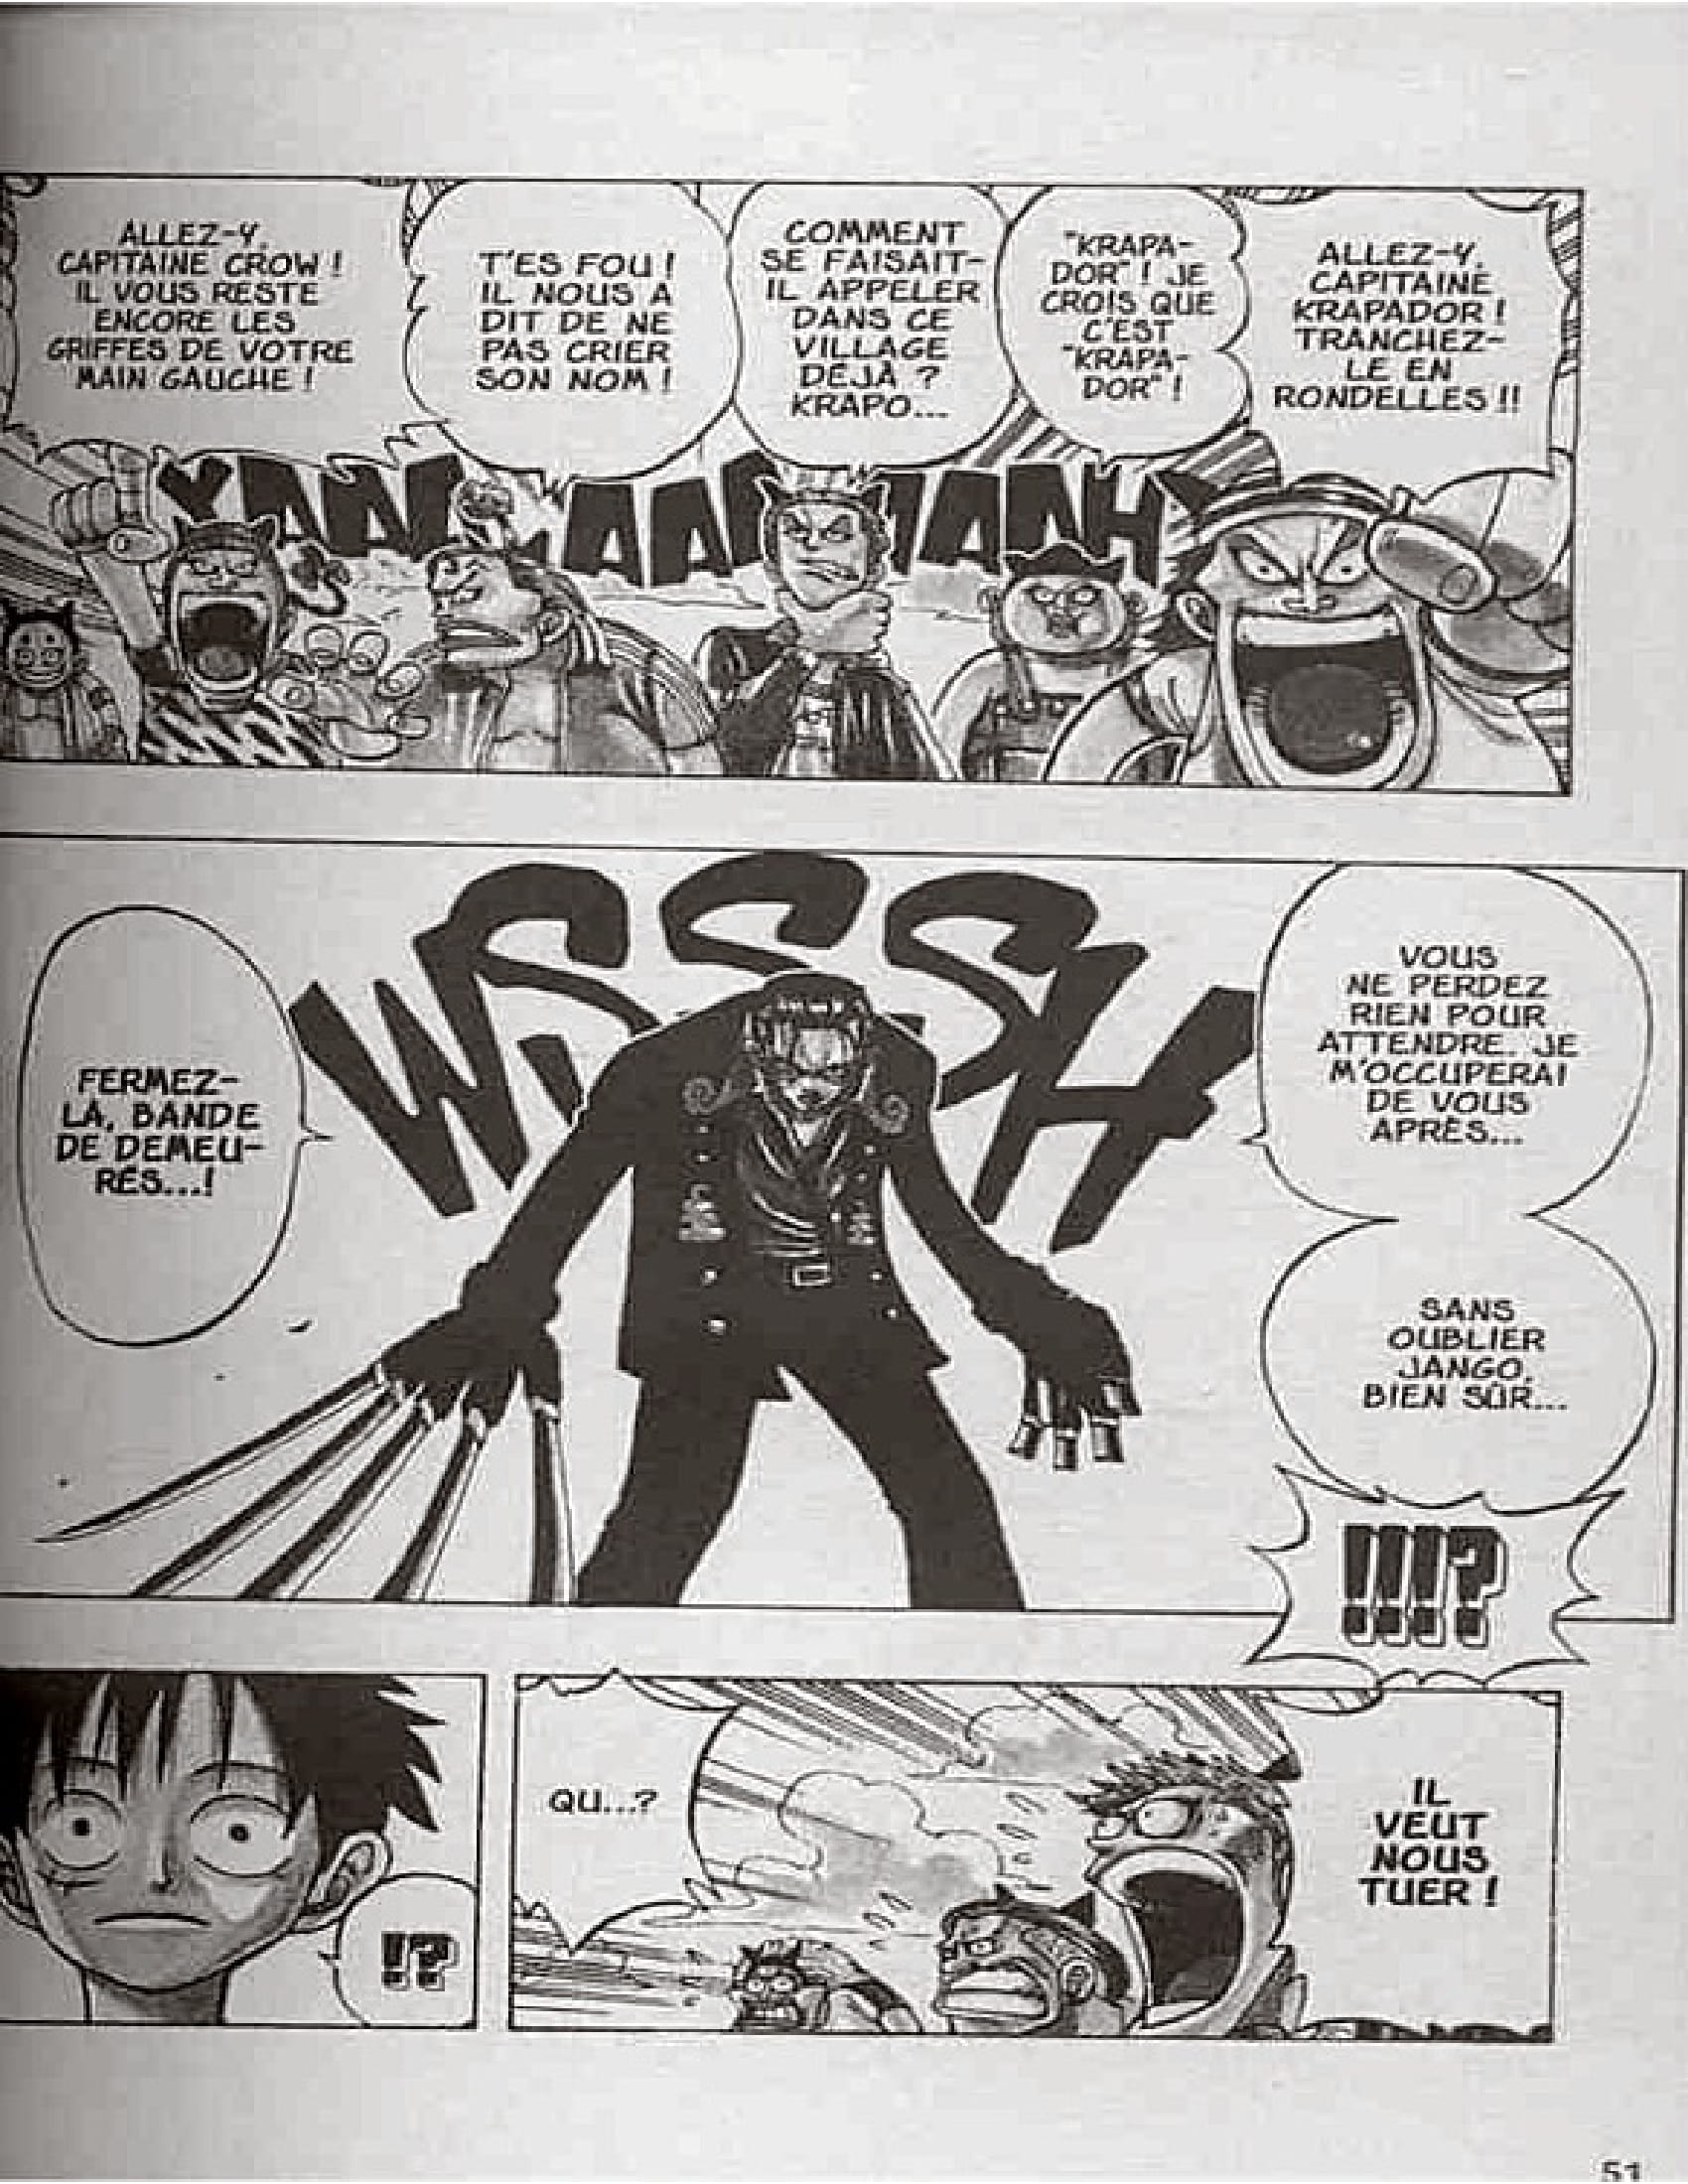 ALLEZ-Y,
CAPITAINE CROW !
IL VOUS RESTE
ENCORE LES
GRIFFES DE VOTRE
MAIN GAUCHE !
T'ES FOU !
IL NOUS A
DIT DE NE
PAS CRIER
SON NOM !
COMMENT
SE FAISAIT-
IL APPELER
DANS CE
VILLAGE
DÉJÀ ?
KRAPO...
"KRAPA-
DOR" ! JE
CROIS QUE
C'EST
"KRAPA-
DOR" !
ALLEZ-Y,
CAPITAINE
KRAPADOR !
TRANCHEZ-
LE EN
RONDELLES !!
YAAAAAAAAAH
FERMEZ-
LA, BANDE
DE DEMEU-
RÉS...!
WSSSH
VOUS
NE PERDEZ
RIEN POUR
ATTENDRE. JE
M'OCCUPERAI
DE VOUS
APRÈS...
SANS
OUBLIER
JANGO,
BIEN SÛR...
!!!?
!?
QU...?
IL
VEUT
NOUS
TUER !
51